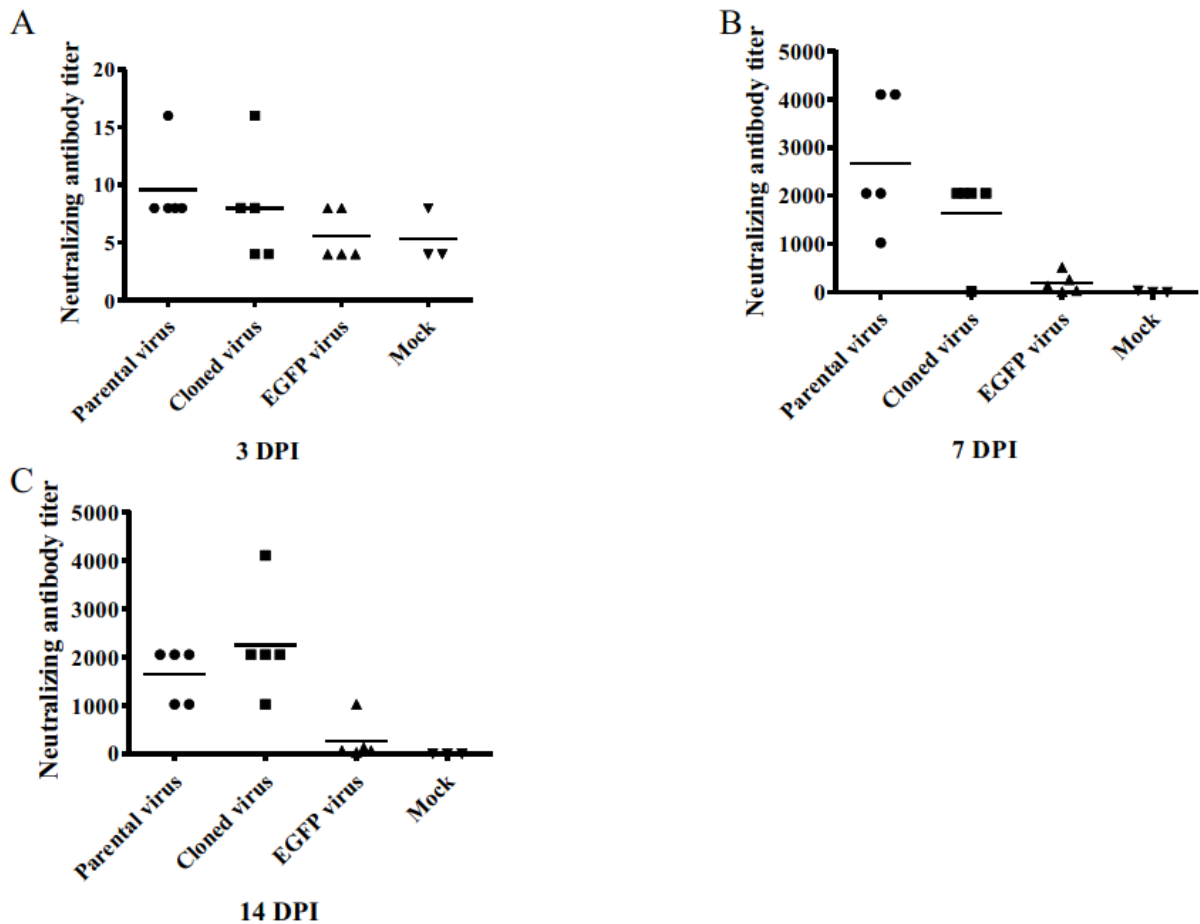 A
Neutralizing antibody titer
20
15
10
5
0
Parental virus
Cloned virus
EGFP virus
Mock
3 DPI
B
Neutralizing antibody titer
5000
4000
3000
2000
1000
0
Parental virus
Cloned virus
EGFP virus
Mock
7 DPI
C
Neutralizing antibody titer
5000
4000
3000
2000
1000
0
Parental virus
Cloned virus
EGFP virus
Mock
14 DPI